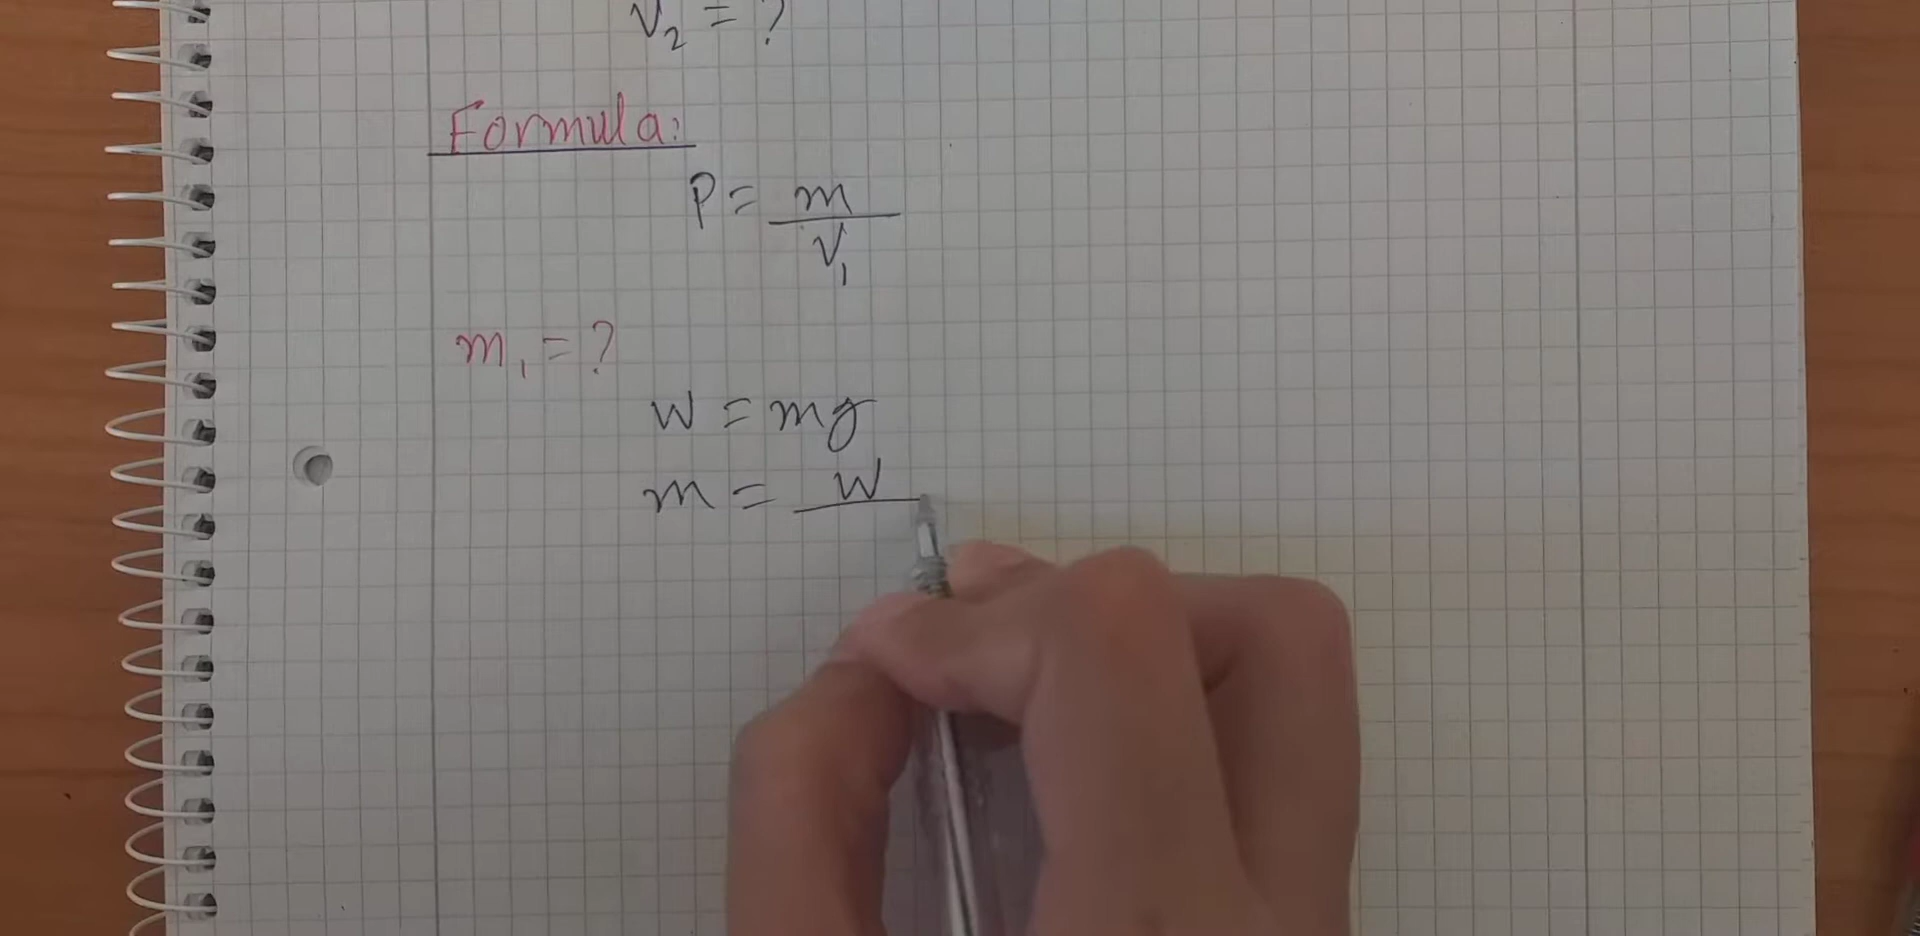 V₂ = ?
Formula:
P = m
V₁
m₁ = ?
W = mg
m = W